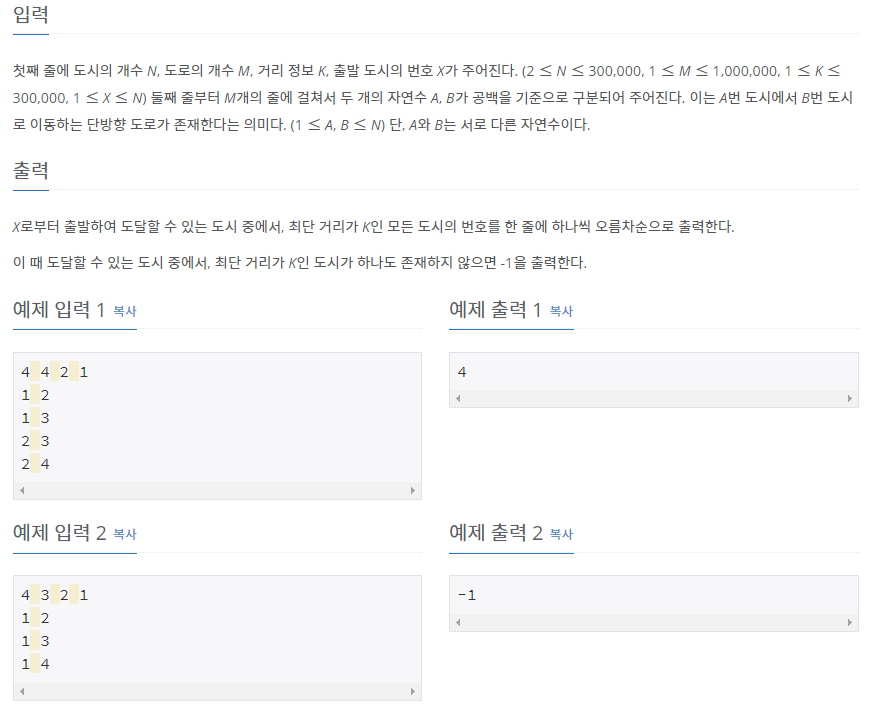 입력
첫째 줄에 도시의 개수 N, 도로의 개수 M, 거리 정보 K, 출발 도시의 번호 X가 주어진다. (2 ≤ N ≤ 300,000, 1 ≤ M ≤ 1,000,000, 1 ≤ K ≤
300,000, 1 ≤ X ≤ N) 둘째 줄부터 M개의 줄에 걸쳐서 두 개의 자연수 A, B가 공백을 기준으로 구분되어 주어진다. 이는 A번 도시에서 B번 도시
로 이동하는 단방향 도로가 존재한다는 의미다. (1 ≤ A, B ≤ N) 단, A와 B는 서로 다른 자연수이다.
출력
X로부터 출발하여 도달할 수 있는 도시 중에서, 최단 거리가 K인 모든 도시의 번호를 한 줄에 하나씩 오름차순으로 출력한다.
이 때 도달할 수 있는 도시 중에서, 최단 거리가 K인 도시가 하나도 존재하지 않으면 -1을 출력한다.
예제 입력 1 복사
4 4 2 1
1 2
1 3
2 3
2 4
예제 출력 1 복사
4
예제 입력 2 복사
4 3 2 1
1 2
1 3
1 4
예제 출력 2 복사
-1